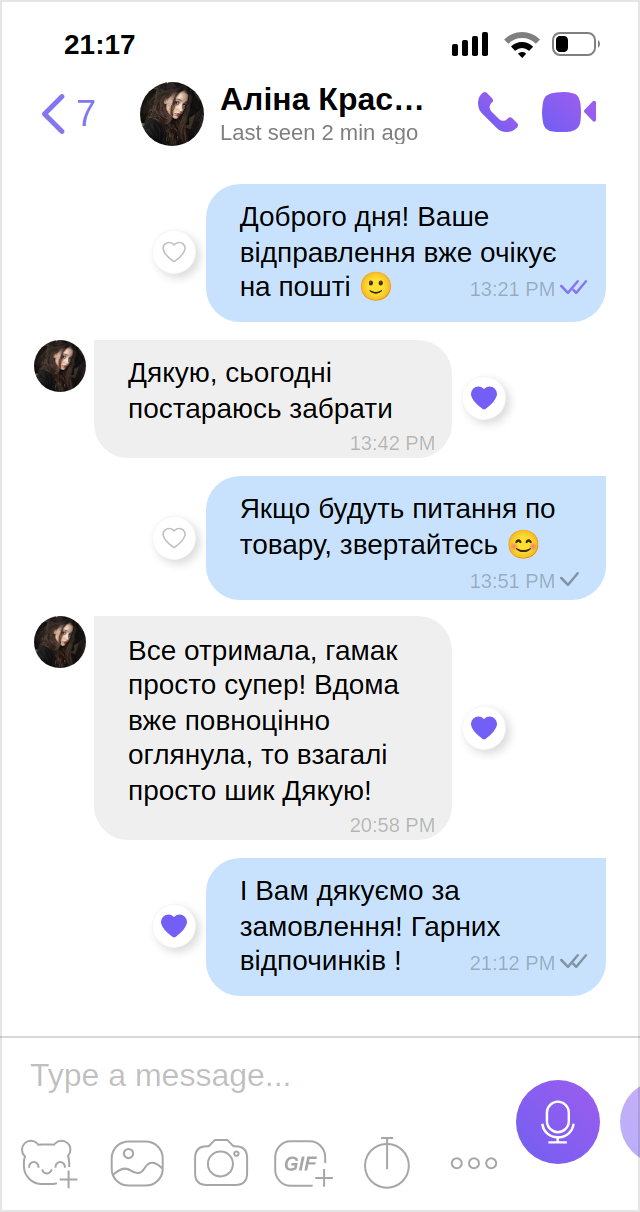 21:17
7
Аліна Крас...
Last seen 2 min ago
Доброго дня! Ваше
відправлення вже очікує
на пошті 🙂 13:21 PM
Дякую, сьогодні
постараюсь забрати
13:42 PM
Якщо будуть питання по
товару, звертайтесь 😊
13:51 PM
Все отримала, гамак
просто супер! Вдома
вже повноцінно
оглянула, то взагалі
просто шик Дякую!
20:58 PM
І Вам дякуємо за
замовлення! Гарних
відпочинків ! 21:12 PM
Type a message...
GIF